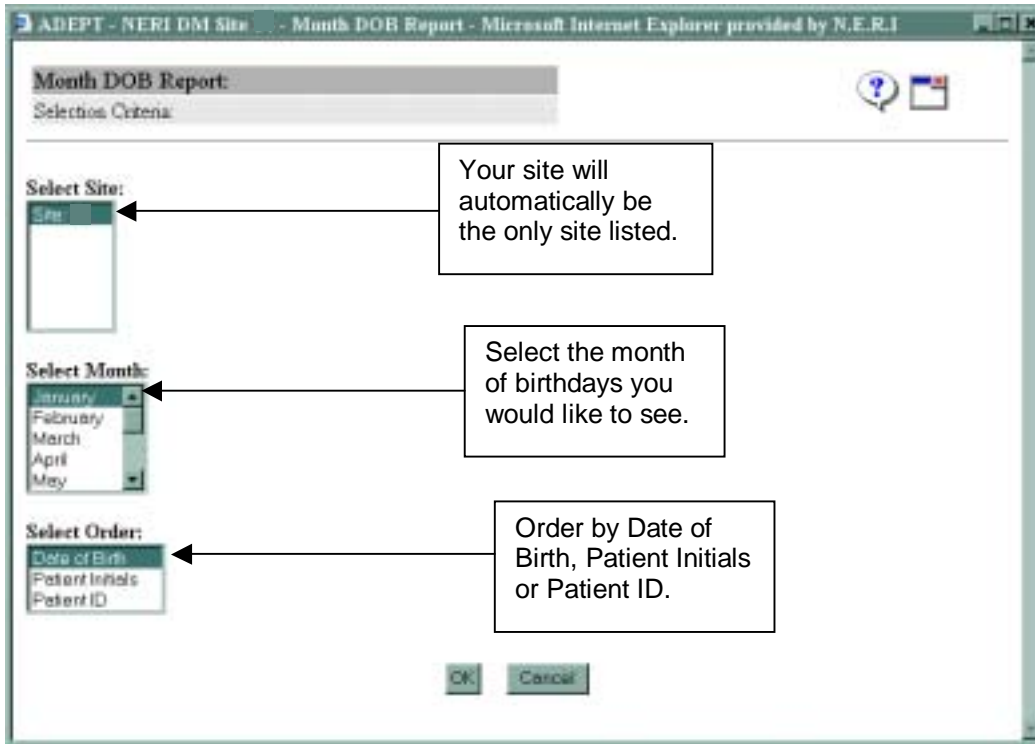 ADEPT - NERI DM Site - Month DOB Report - Microsoft Internet Explorer provided by N.E.R.I
Month DOB Report:
Selection Criteria:
Select Site:
Site:
Your site will
automatically be
the only site listed.
Select Month:
January
February
March
April
May
Select the month
of birthdays you
would like to see.
Select Order:
Date of Birth
Patient Initials
Patient ID
Order by Date of
Birth, Patient Initials
or Patient ID.
OK
Cancel